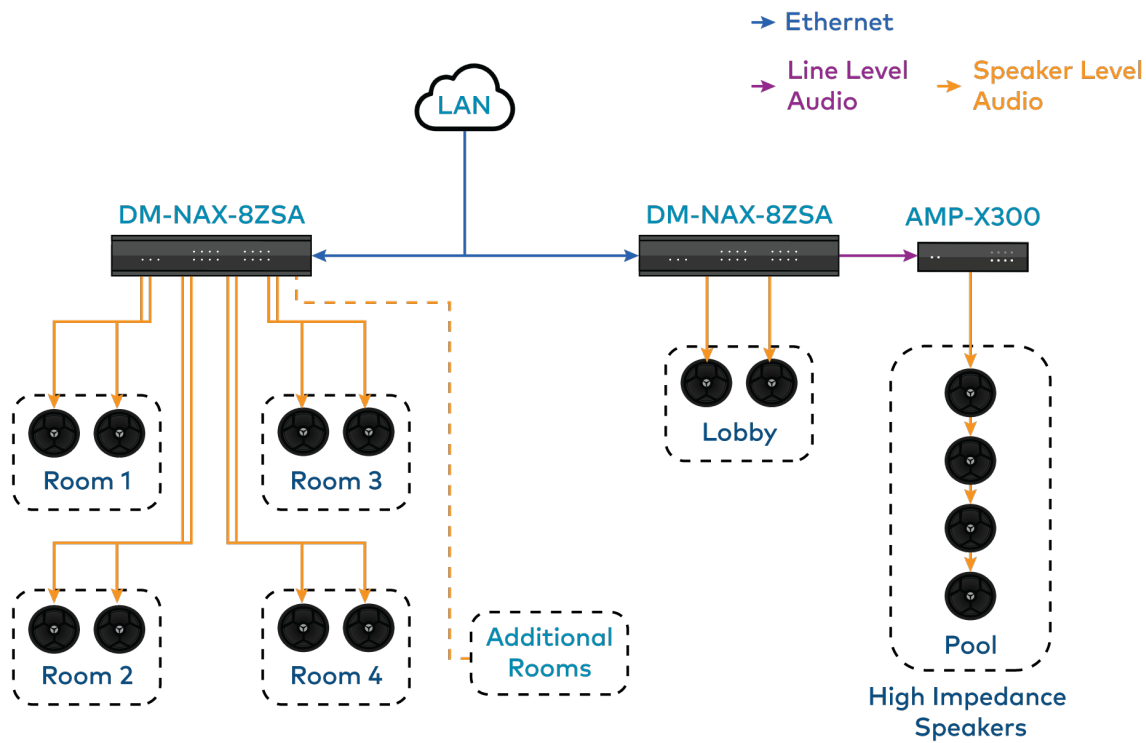 Ethernet
Line Level
Audio
Speaker Level
Audio
LAN
DM-NAX-8ZSA
DM-NAX-8ZSA
AMP-X300
Room 1
Room 3
Lobby
Room 2
Room 4
Additional
Rooms
Pool
High Impedance
Speakers